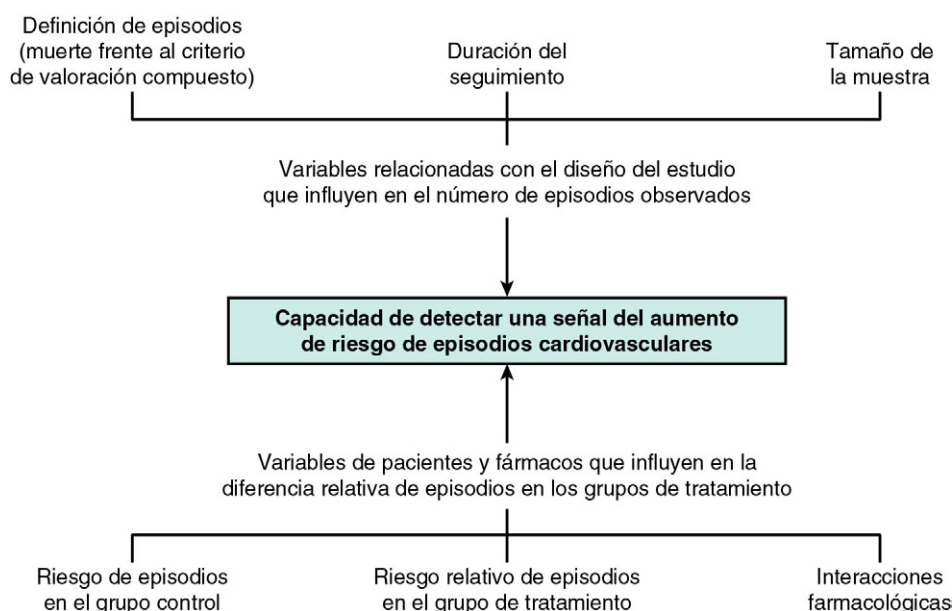 Definición de episodios
(muerte frente al criterio
de valoración compuesto)
Duración del
seguimiento
Tamaño de
la muestra
Variables relacionadas con el diseño del estudio
que influyen en el número de episodios observados
Capacidad de detectar una señal del aumento
de riesgo de episodios cardiovasculares
Variables de pacientes y fármacos que influyen en la
diferencia relativa de episodios en los grupos de tratamiento
Riesgo de episodios
en el grupo control
Riesgo relativo de episodios
en el grupo de tratamiento
Interacciones
farmacológicas